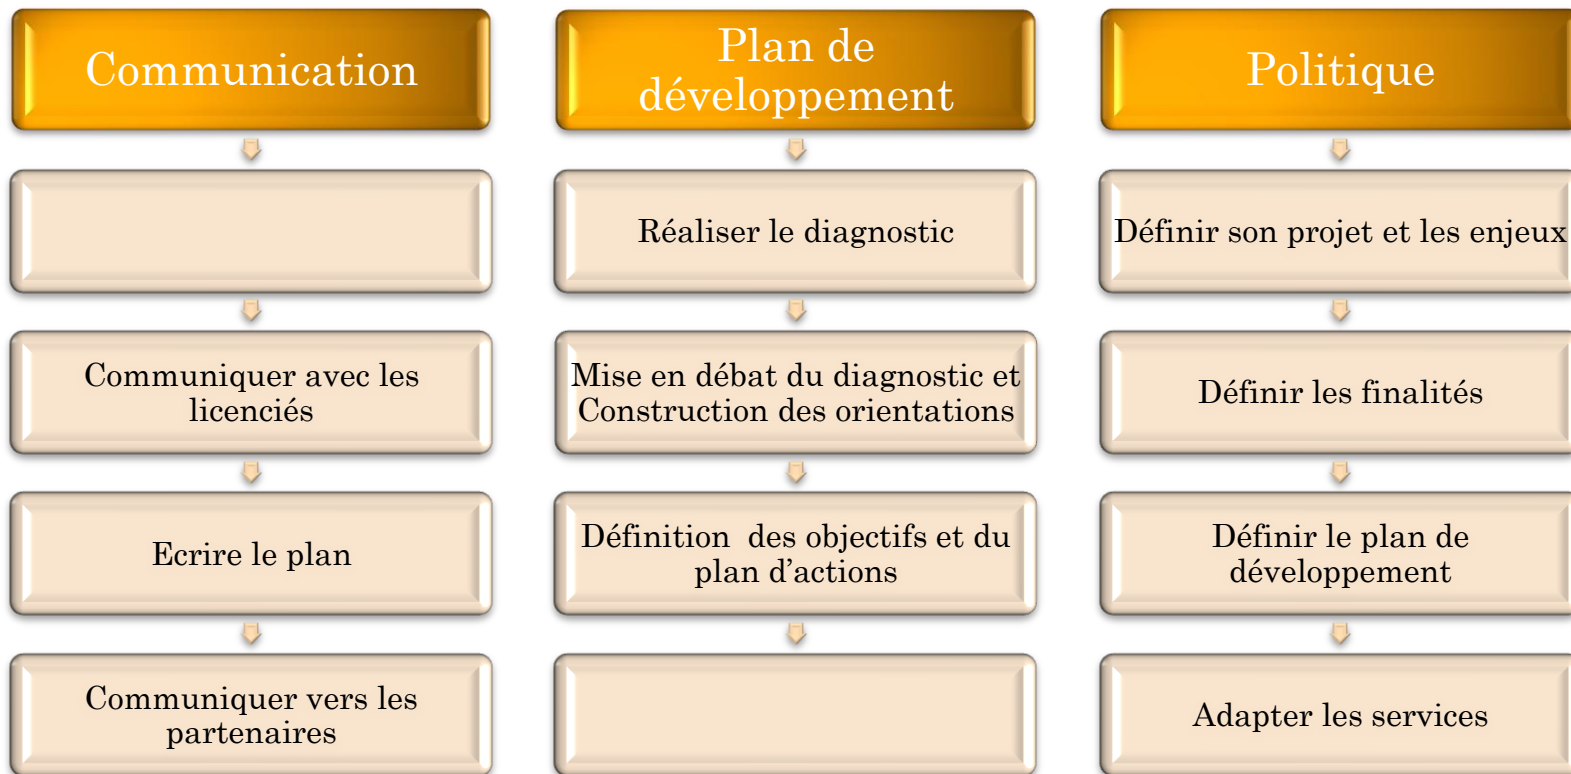 Communication
Plan de
développement
Politique
Réaliser le diagnostic
Définir son projet et les enjeux
Communiquer avec les
licenciés
Mise en débat du diagnostic et
Construction des orientations
Définir les finalités
Ecrire le plan
Définition  des objectifs et du
plan d’actions
Définir le plan de
développement
Communiquer vers les
partenaires
Adapter les services